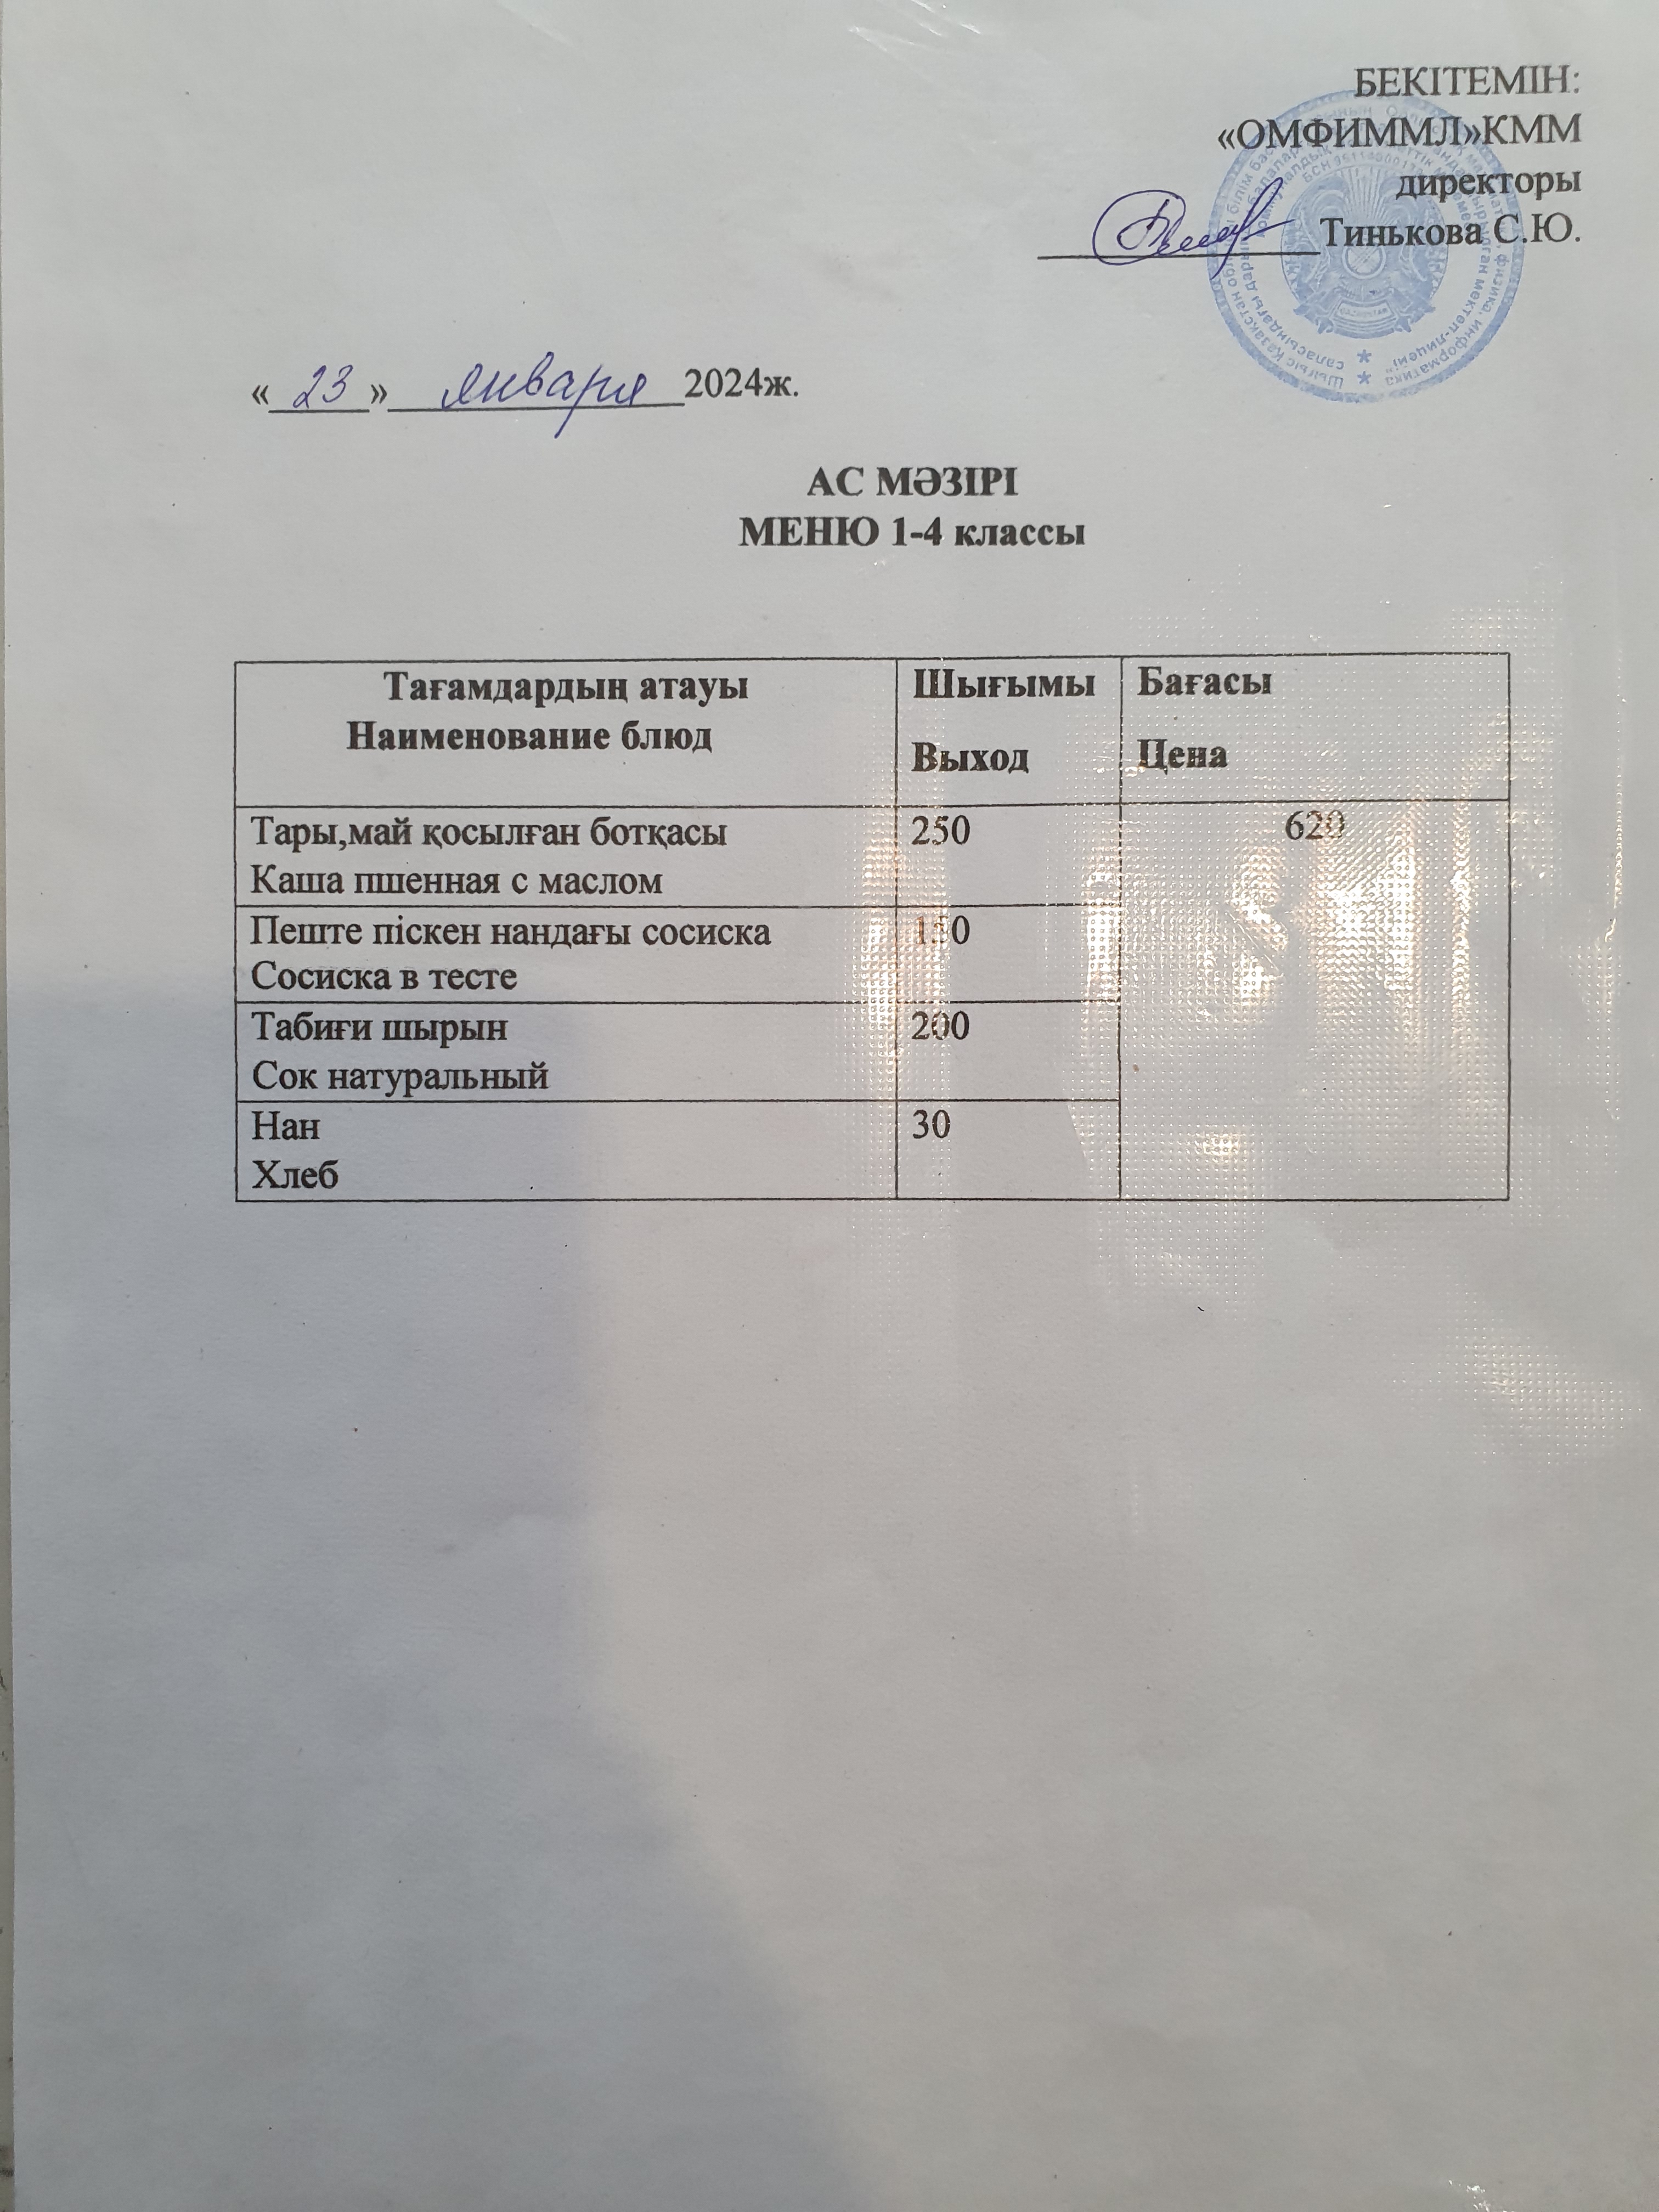 БЕКІТЕМІН:
«ОМФИММЛ»КММ
директоры
Тинькова С.Ю.
«23» января 2024ж.
АС МӘЗІРІ
МЕНЮ 1-4 классы
Тағамдардың атауы
Наименование блюд
Шығымы
Выход
Бағасы
Цена
Тары,май қосылған ботқасы
Каша пшенная с маслом
250
620
Пеште піскен нандағы сосиска
Сосиска в тесте
150
Табиғи шырын
Сок натуральный
200
Нан
Хлеб
30